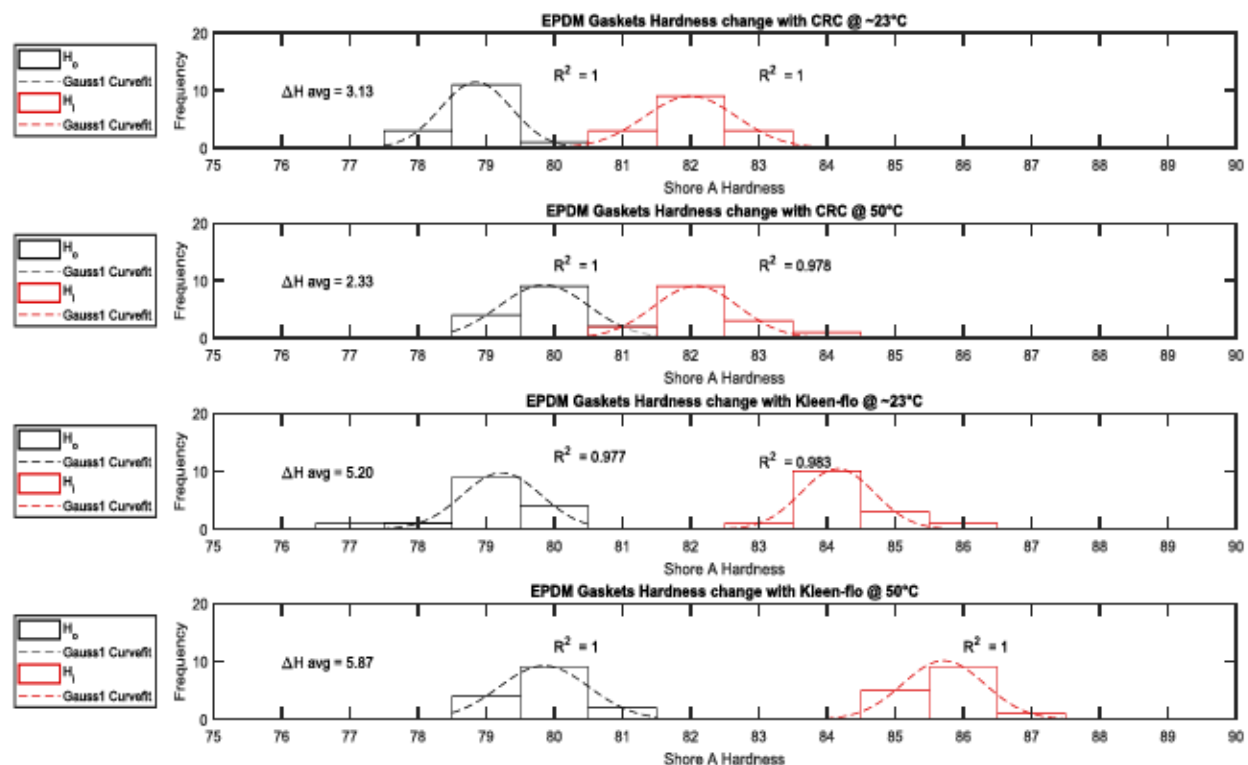 EPDM Gaskets Hardness change with CRC @ ~23°C
H_o
Gauss1 Curvefit
H_i
Gauss1 Curvefit
Frequency
20
10
0
ΔH avg = 3.13
R² = 1
R² = 1
75 76 77 78 79 80 81 82 83 84 85 86 87 88 89 90
Shore A Hardness
EPDM Gaskets Hardness change with CRC @ 50°C
H_o
Gauss1 Curvefit
H_i
Gauss1 Curvefit
Frequency
20
10
0
ΔH avg = 2.33
R² = 1
R² = 0.978
75 76 77 78 79 80 81 82 83 84 85 86 87 88 89 90
Shore A Hardness
EPDM Gaskets Hardness change with Kleen-flo @ ~23°C
H_o
Gauss1 Curvefit
H_i
Gauss1 Curvefit
Frequency
20
10
0
ΔH avg = 5.20
R² = 0.977
R² = 0.983
75 76 77 78 79 80 81 82 83 84 85 86 87 88 89 90
Shore A Hardness
EPDM Gaskets Hardness change with Kleen-flo @ 50°C
H_o
Gauss1 Curvefit
H_i
Gauss1 Curvefit
Frequency
20
10
0
ΔH avg = 5.87
R² = 1
R² = 1
75 76 77 78 79 80 81 82 83 84 85 86 87 88 89 90
Shore A Hardness